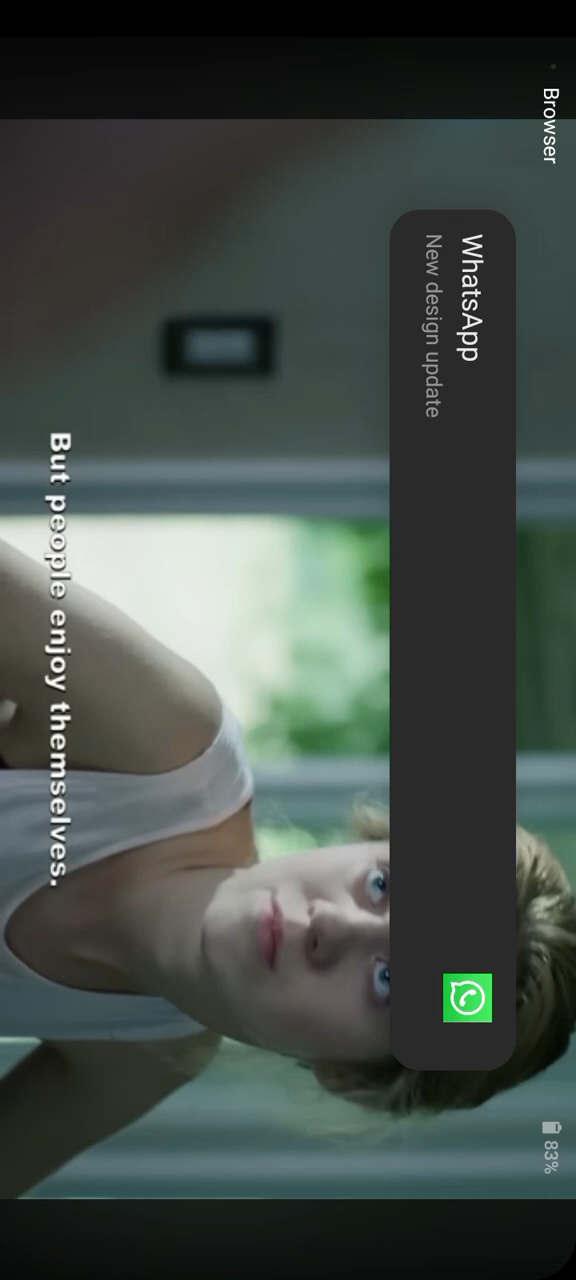 Browser
83%
WhatsApp
New design update
But people enjoy themselves.